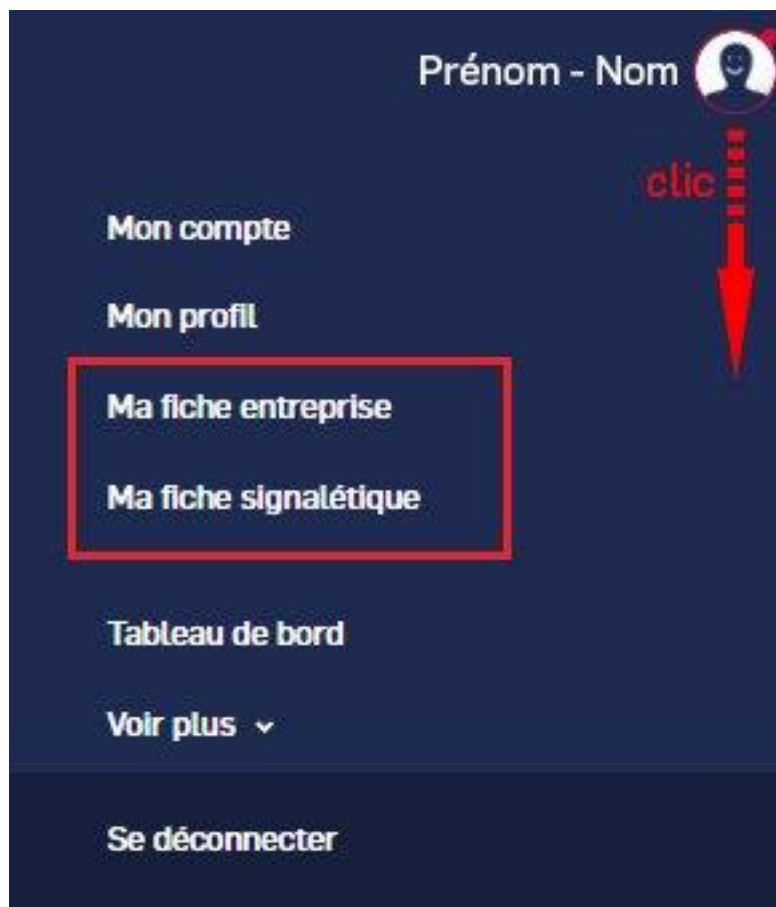 Prénom - Nom
clic
Mon compte
Mon profil
Ma fiche entreprise
Ma fiche signalétique
Tableau de bord
Voir plus
Se déconnecter